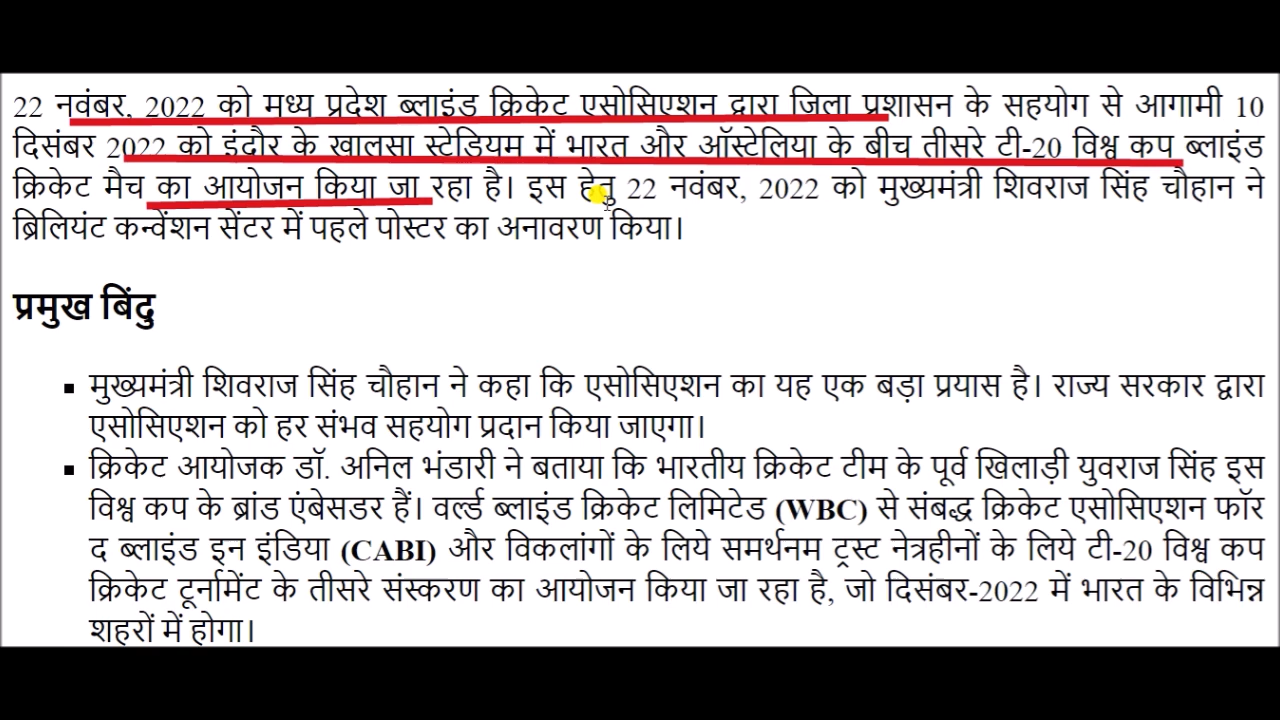 22 नवंबर, 2022 को मध्य प्रदेश ब्लाइंड क्रिकेट एसोसिएशन द्वारा जिला प्रशासन के सहयोग से आगामी 10
दिसंबर 2022 को इंदौर के खालसा स्टेडियम में भारत और ऑस्टेलिया के बीच तीसरे टी-20 विश्व कप ब्लाइंड
क्रिकेट मैच का आयोजन किया जा रहा है। इस हेतु 22 नवंबर, 2022 को मुख्यमंत्री शिवराज सिंह चौहान ने
ब्रिलियंट कन्वेंशन सेंटर में पहले पोस्टर का अनावरण किया।
प्रमुख बिंदु
▪ मुख्यमंत्री शिवराज सिंह चौहान ने कहा कि एसोसिएशन का यह एक बड़ा प्रयास है। राज्य सरकार द्वारा
एसोसिएशन को हर संभव सहयोग प्रदान किया जाएगा।
▪ क्रिकेट आयोजक डॉ. अनिल भंडारी ने बताया कि भारतीय क्रिकेट टीम के पूर्व खिलाड़ी युवराज सिंह इस
विश्व कप के ब्रांड एंबेसडर हैं। वर्ल्ड ब्लाइंड क्रिकेट लिमिटेड (WBC) से संबद्ध क्रिकेट एसोसिएशन फॉर
द ब्लाइंड इन इंडिया (CABI) और विकलांगों के लिये समर्थनम ट्रस्ट नेत्रहीनों के लिये टी-20 विश्व कप
क्रिकेट टूर्नामेंट के तीसरे संस्करण का आयोजन किया जा रहा है, जो दिसंबर-2022 में भारत के विभिन्न
शहरों में होगा।